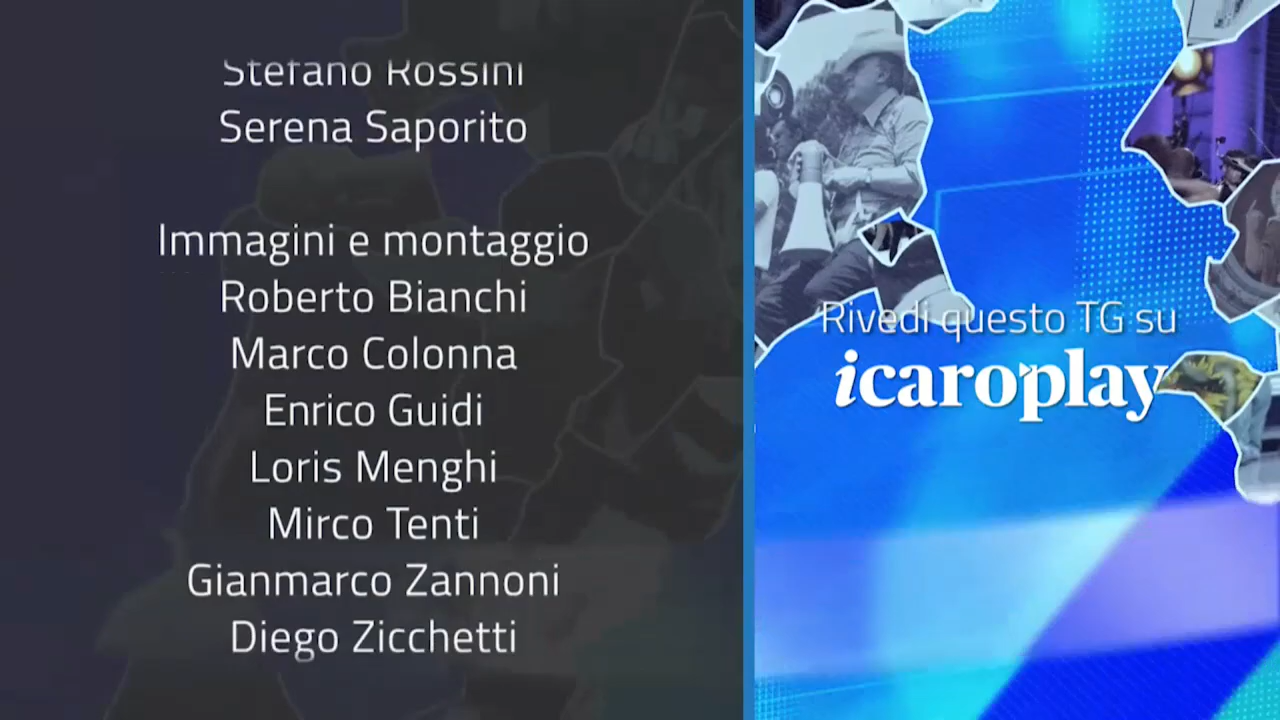 Stefano Rossini
Serena Saporito
Immagini e montaggio
Roberto Bianchi
Marco Colonna
Enrico Guidi
Loris Menghi
Mirco Tenti
Gianmarco Zannoni
Diego Zicchetti
Rivedi questo TG su
icaroplay